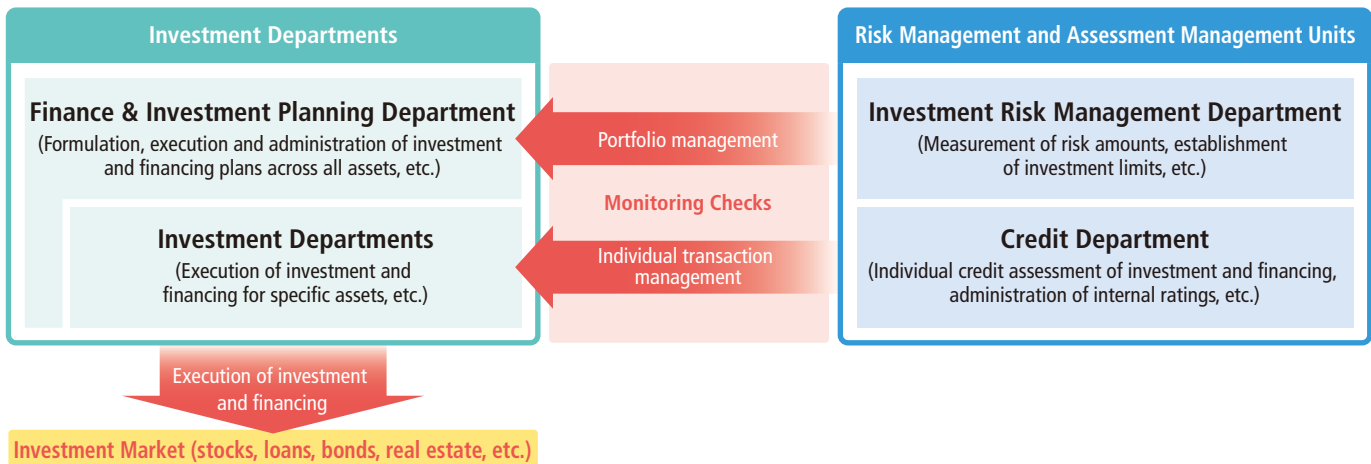 Investment Departments
Finance & Investment Planning Department
(Formulation, execution and administration of investment
and financing plans across all assets, etc.)
Investment Departments
(Execution of investment and
financing for specific assets, etc.)
Portfolio management
Monitoring Checks
Individual transaction
management
Risk Management and Assessment Management Units
Investment Risk Management Department
(Measurement of risk amounts, establishment
of investment limits, etc.)
Credit Department
(Individual credit assessment of investment and financing,
administration of internal ratings, etc.)
Execution of investment
and financing
Investment Market (stocks, loans, bonds, real estate, etc.)